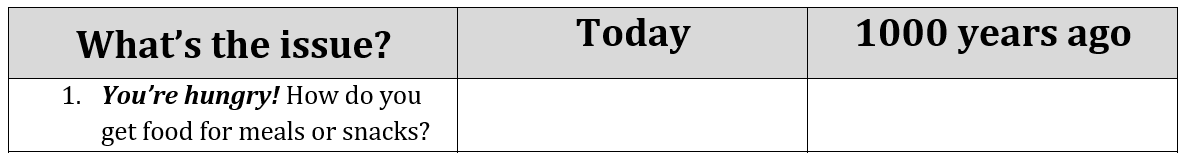 What’s the issue?
Today
1000 years ago
1. You’re hungry! How do you
get food for meals or snacks?